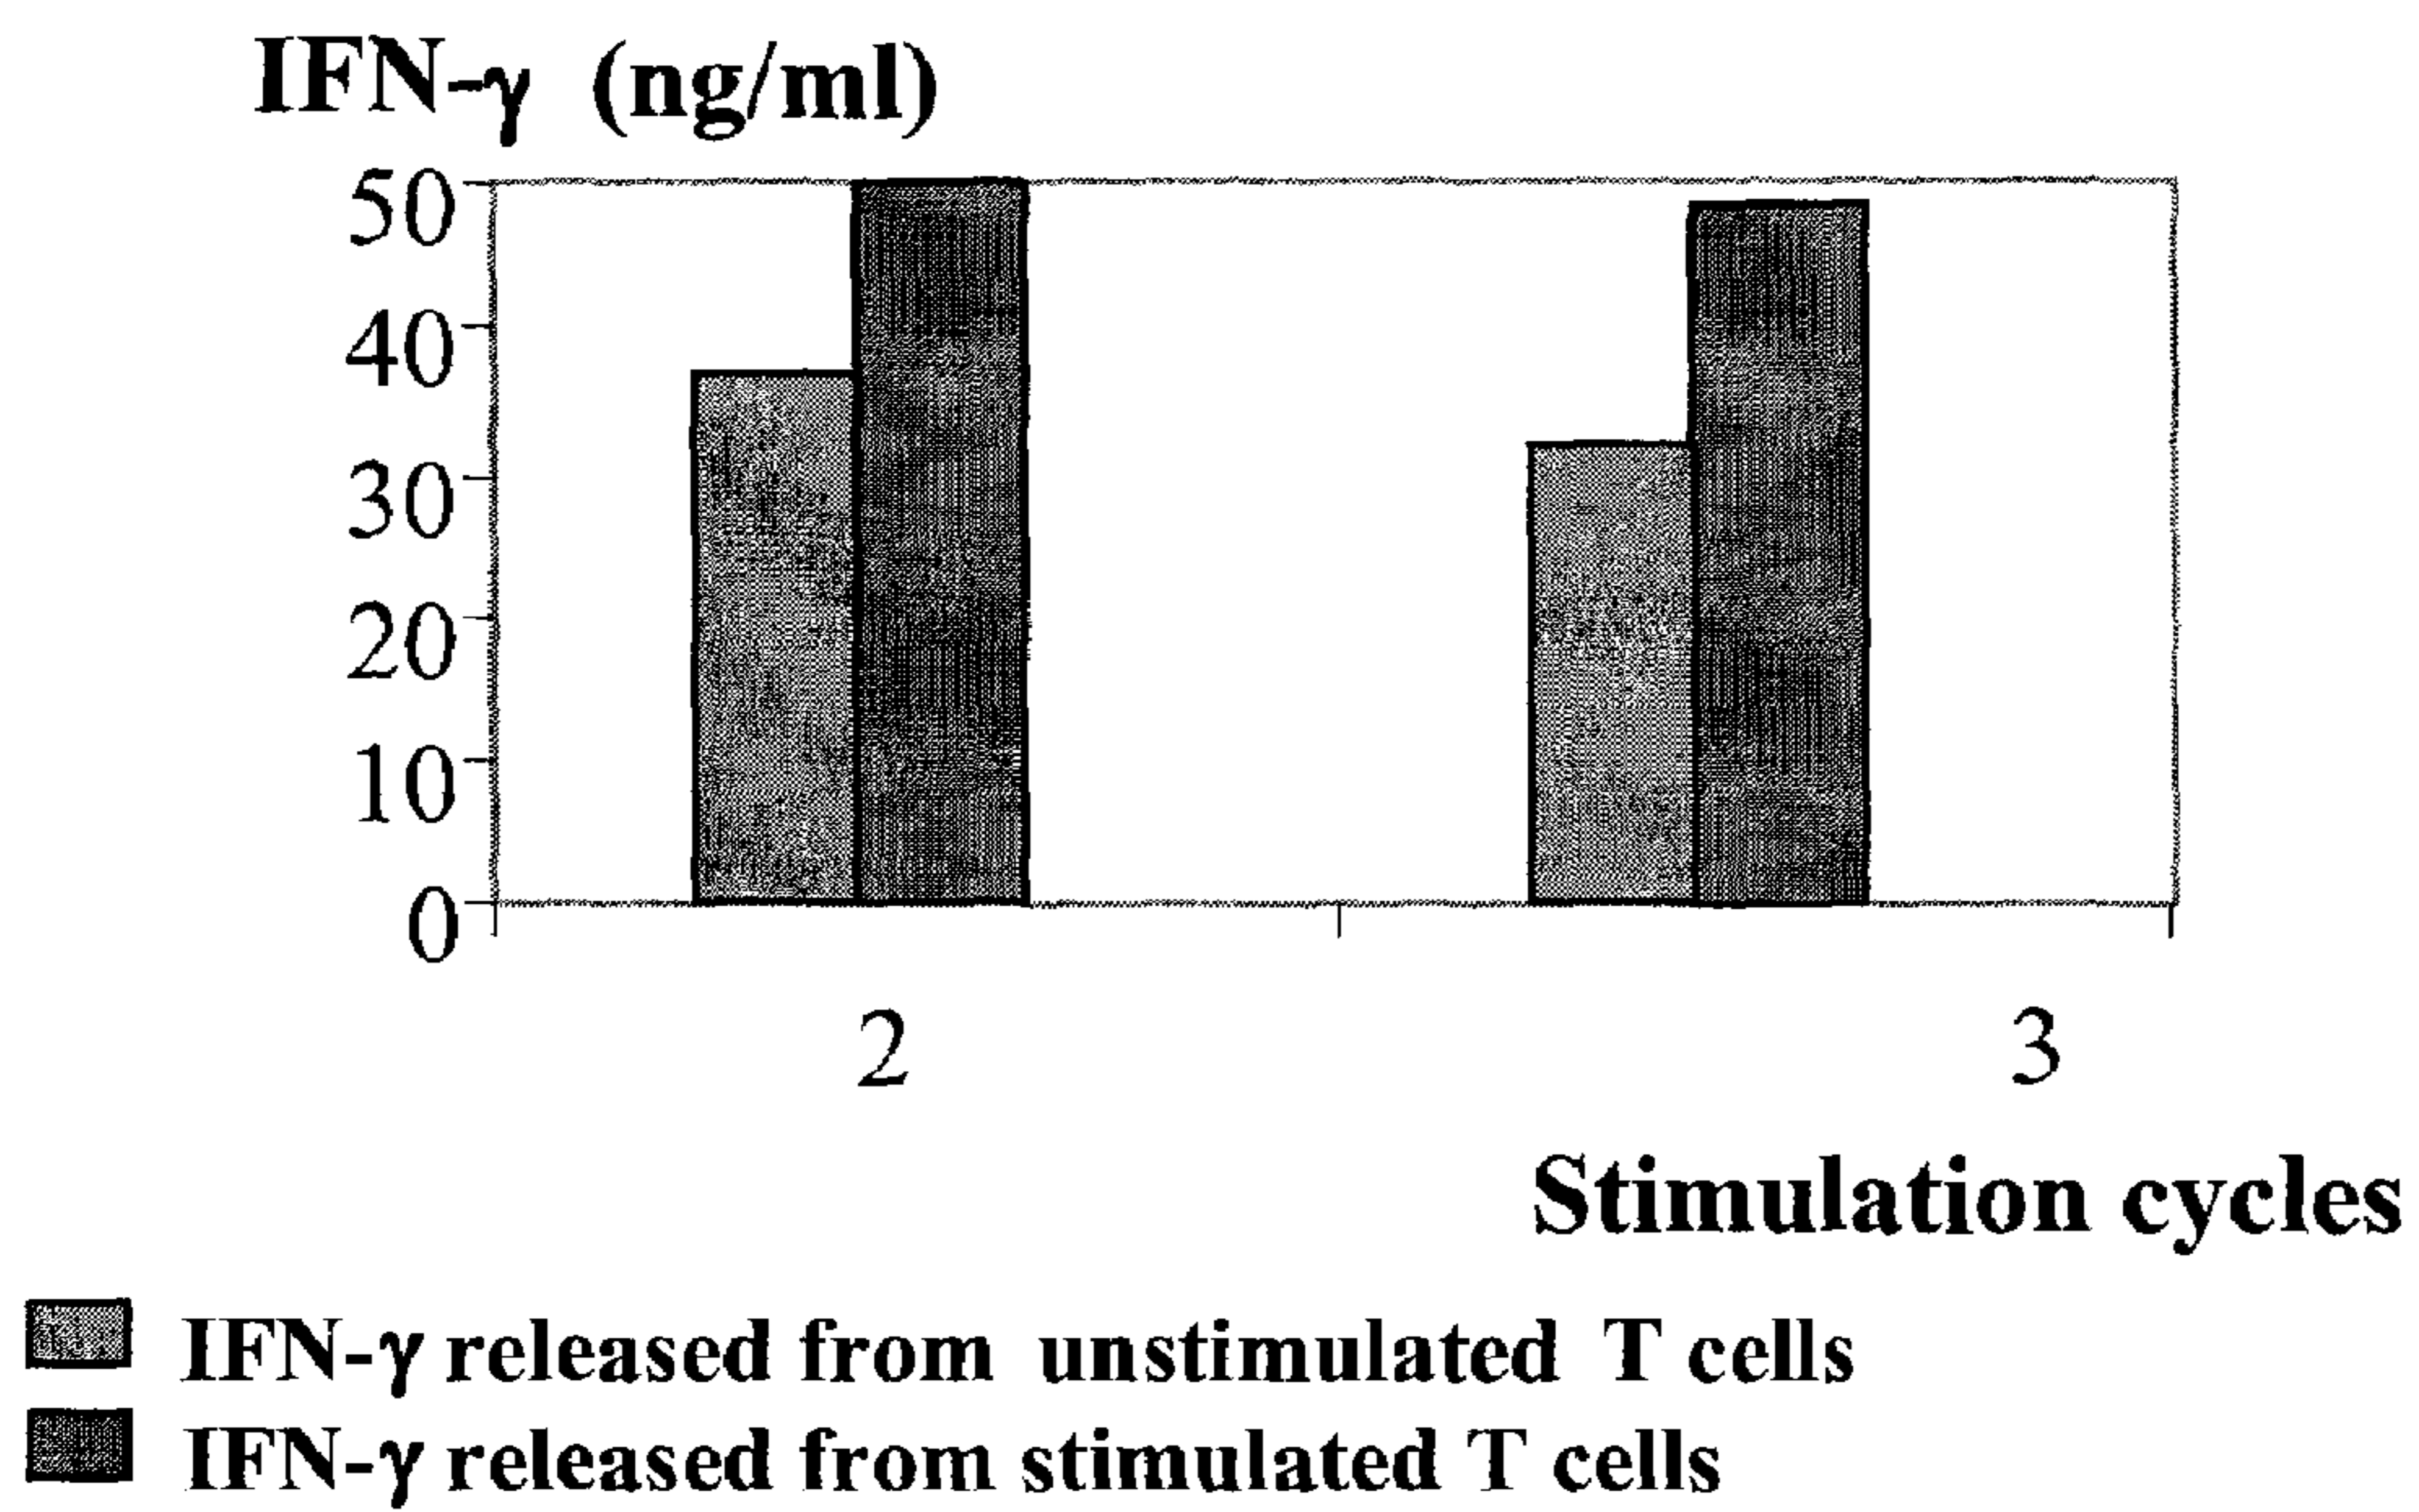 IFN-γ (ng/ml)
50
40
30
20
10
0
2 3
Stimulation cycles
IFN-γ released from unstimulated T cells
IFN-γ released from stimulated T cells